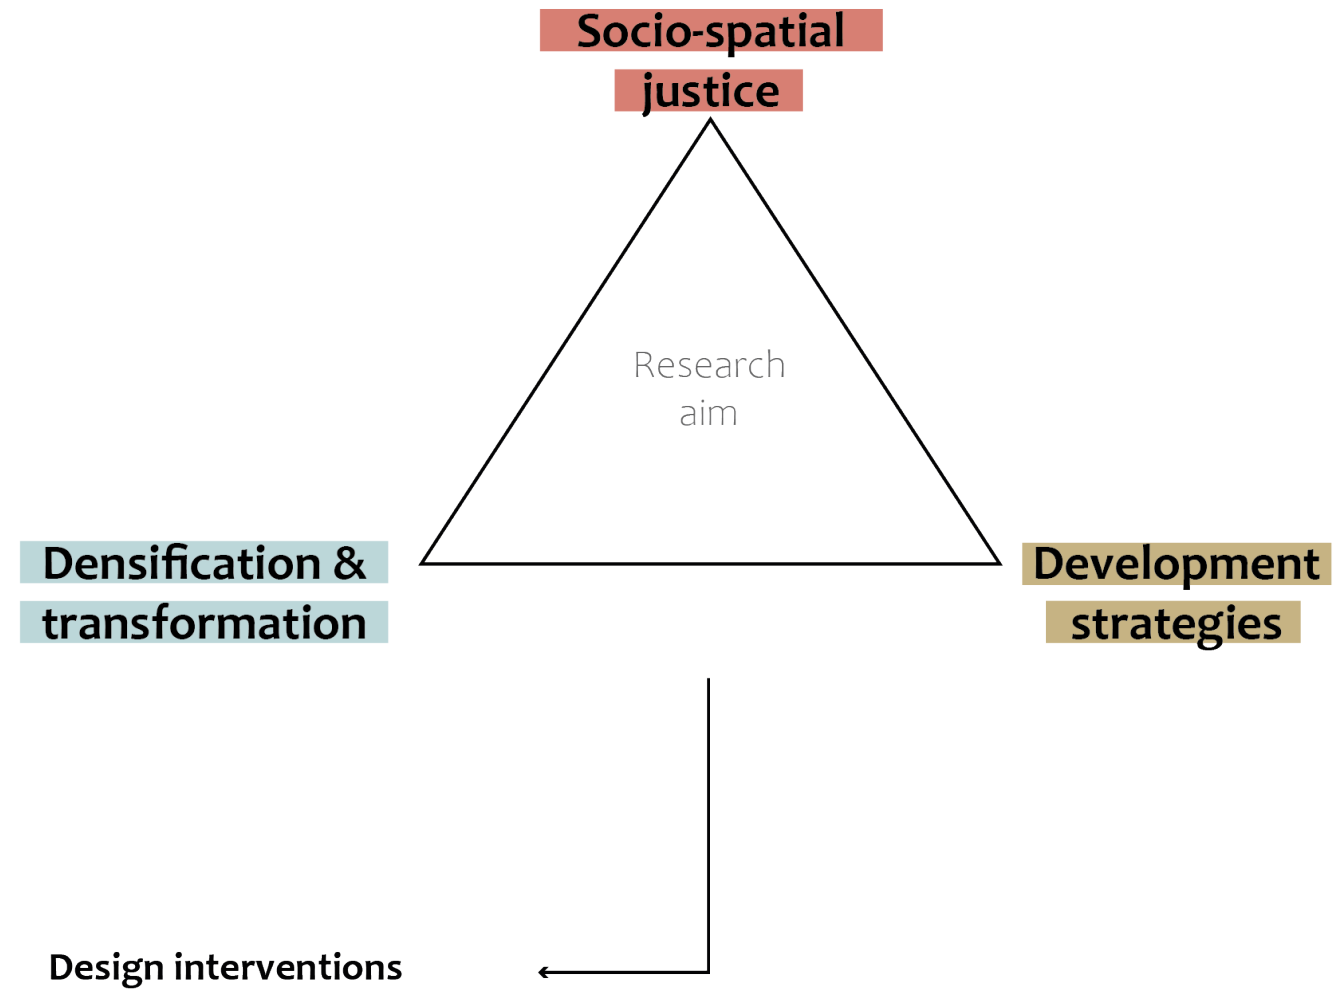 Socio-spatial
justice
Research
aim
Densification &
transformation
Development
strategies
Design interventions